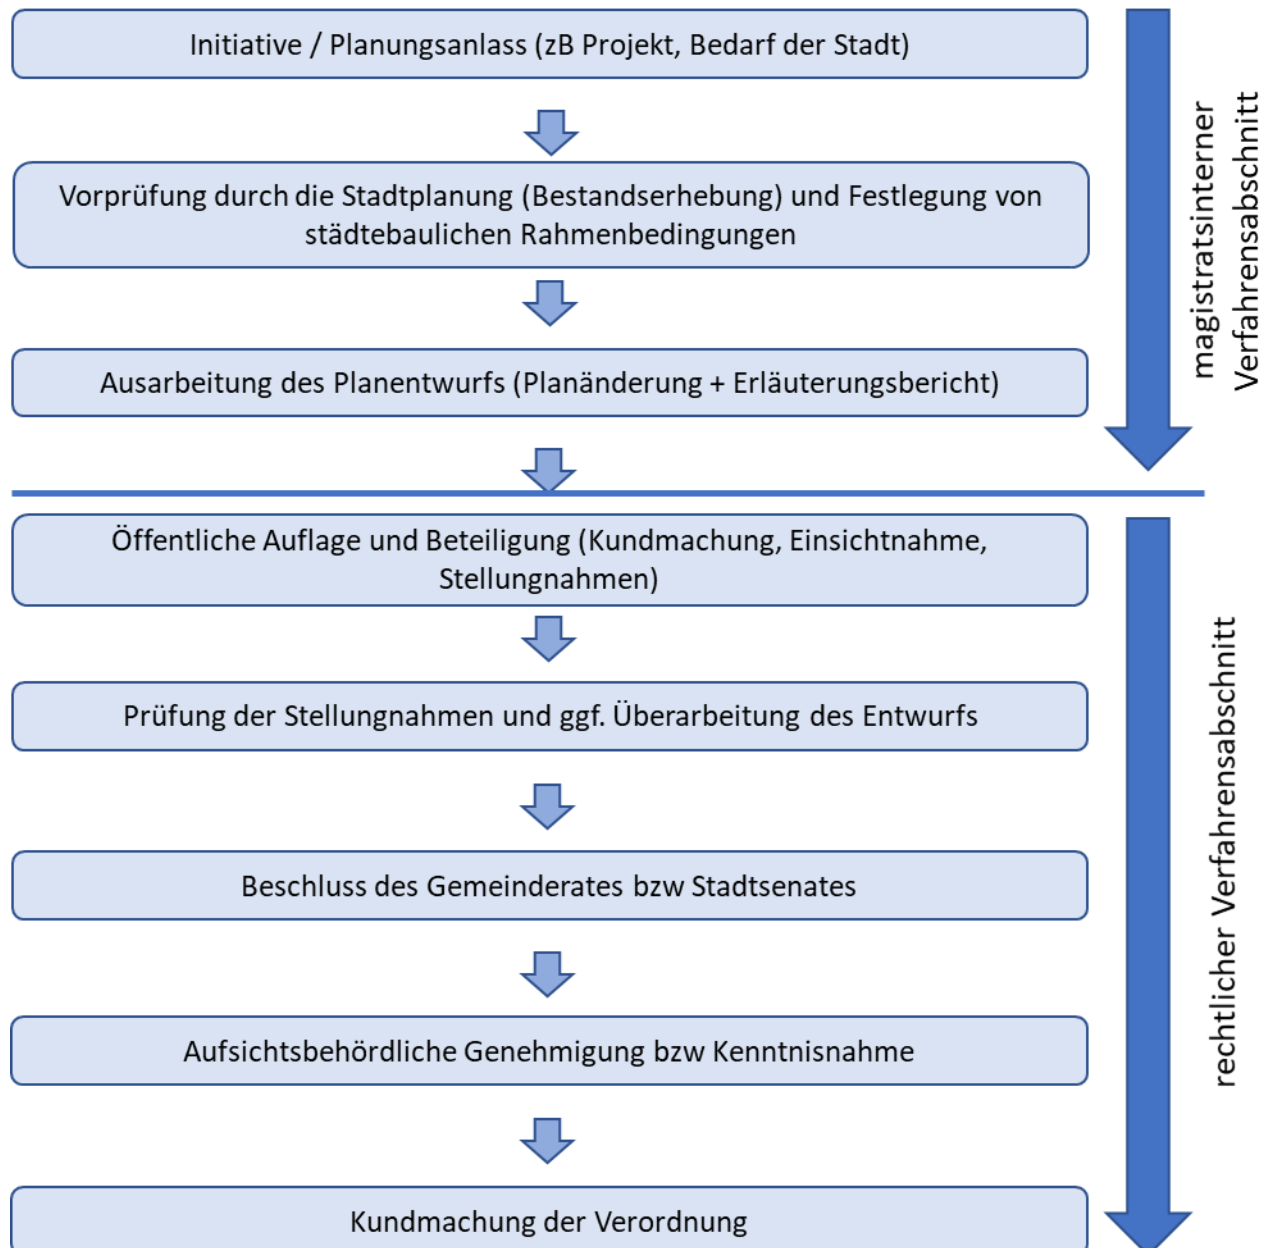 Initiative / Planungsanlass (zB Projekt, Bedarf der Stadt)
Vorprüfung durch die Stadtplanung (Bestandserhebung) und Festlegung von
städtebaulichen Rahmenbedingungen
Ausarbeitung des Planentwurfs (Planänderung + Erläuterungsbericht)
magistratsinterner
Verfahrensabschnitt
Öffentliche Auflage und Beteiligung (Kundmachung, Einsichtnahme,
Stellungnahmen)
Prüfung der Stellungnahmen und ggf. Überarbeitung des Entwurfs
Beschluss des Gemeinderates bzw Stadtsenates
Aufsichtsbehördliche Genehmigung bzw Kenntnisnahme
Kundmachung der Verordnung
rechtlicher Verfahrensabschnitt